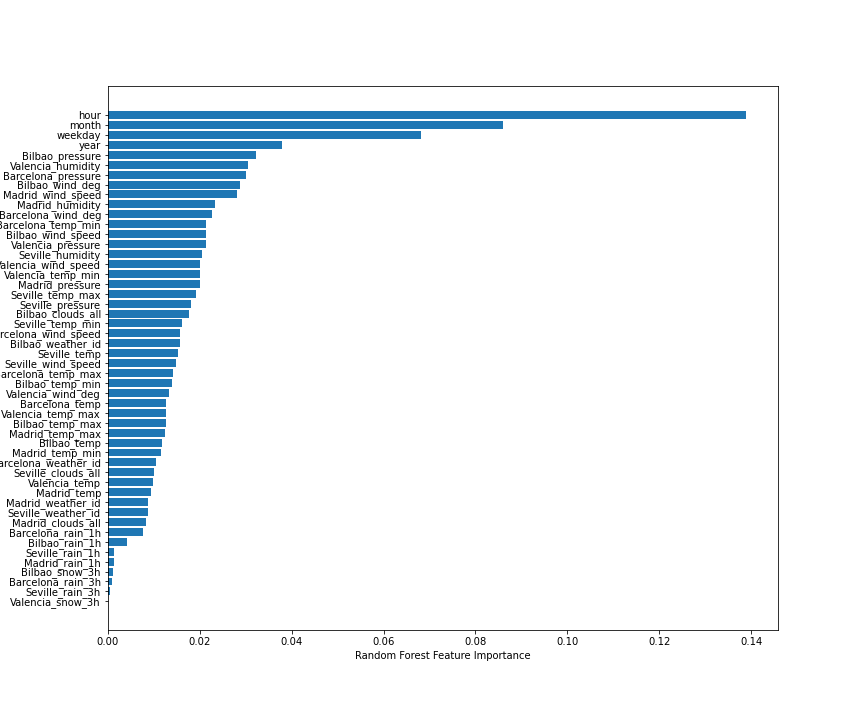 hour
month
weekday
year
Bilbao_pressure
Valencia_humidity
Barcelona_pressure
Bilbao_wind_deg
Madrid_wind_speed
Madrid_humidity
Barcelona_wind_deg
Barcelona_temp_min
Bilbao_wind_speed
Valencia_pressure
Seville_humidity
Valencia_wind_speed
Valencia_temp_min
Madrid_pressure
Seville_temp_max
Seville_pressure
Bilbao_clouds_all
Seville_temp_min
rcelona_wind_speed
Bilbao_weather_id
Seville_temp
Seville_wind_speed
arcelona_temp_max
Bilbao_temp_min
Valencia_wind_deg
Barcelona_temp
Valencia_temp_max
Bilbao_temp_max
Madrid_temp_max
Bilbao_temp
Madrid_temp_min
arcelona_weather_id
Seville_clouds_all
Valencia_temp
Madrid_temp
Madrid_weather_id
Seville_weather_id
Madrid_clouds_all
Barcelona_rain_1h
Bilbao_rain_1h
Seville_rain_1h
Madrid_rain_1h
Bilbao_snow_3h
Barcelona_rain_3h
Seville_rain_3h
Valencia_snow_3h
0.00 0.02 0.04 0.06 0.08 0.10 0.12 0.14
Random Forest Feature Importance